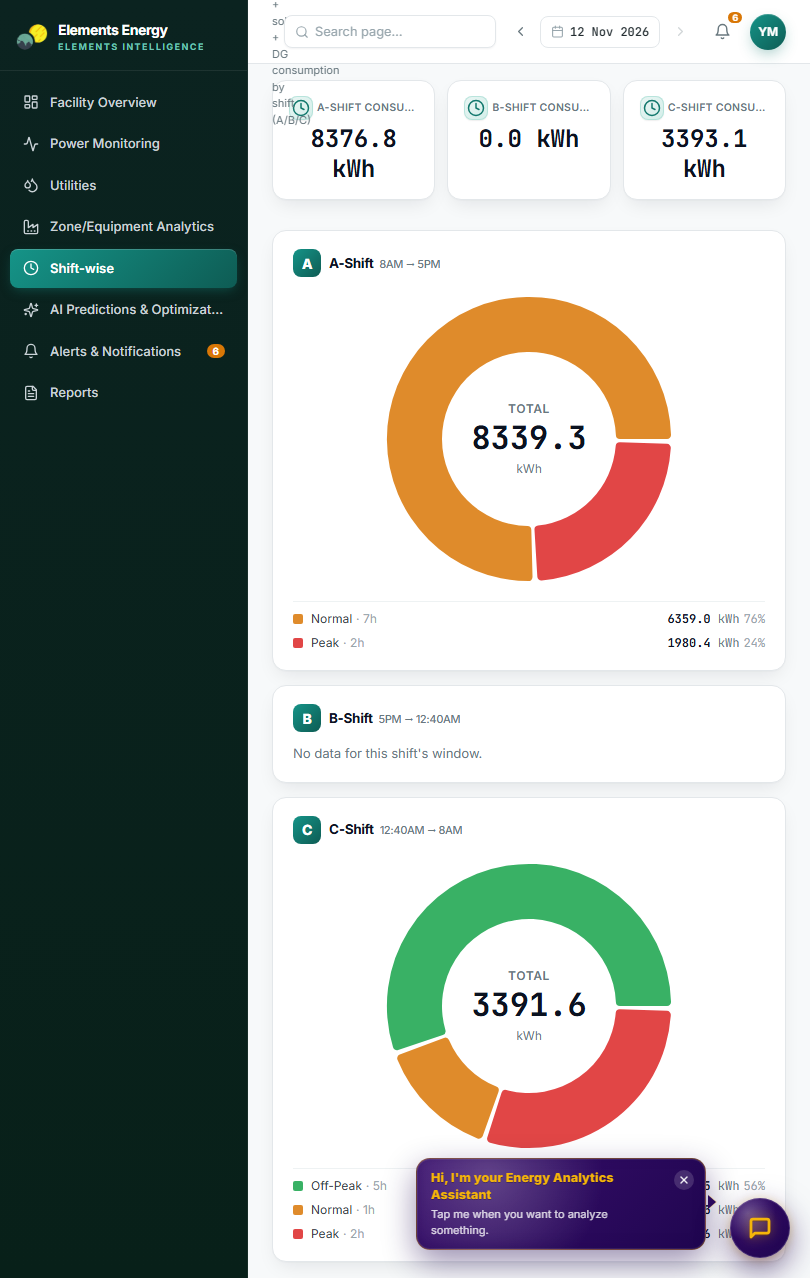 Elements Energy
ELEMENTS INTELLIGENCE
Facility Overview
Power Monitoring
Utilities
Zone/Equipment Analytics
Shift-wise
AI Predictions & Optimizat...
Alerts & Notifications 6
Reports
+
+
DG
consumption
by
shift
(A/B/C)
Search page...
12 Nov 2026
6
YM
A-SHIFT CONSU...
8376.8
kWh
B-SHIFT CONSU...
0.0 kWh
C-SHIFT CONSU...
3393.1
kWh
A A-Shift 8AM → 5PM
TOTAL
8339.3
kWh
Normal · 7h 6359.0 kWh 76%
Peak · 2h 1980.4 kWh 24%
B B-Shift 5PM → 12:40AM
No data for this shift's window.
C C-Shift 12:40AM → 8AM
TOTAL
3391.6
kWh
Off-Peak · 5h kWh 56%
Normal · 1h
Peak · 2h
Hi, I'm your Energy Analytics
Assistant
Tap me when you want to analyze
something.